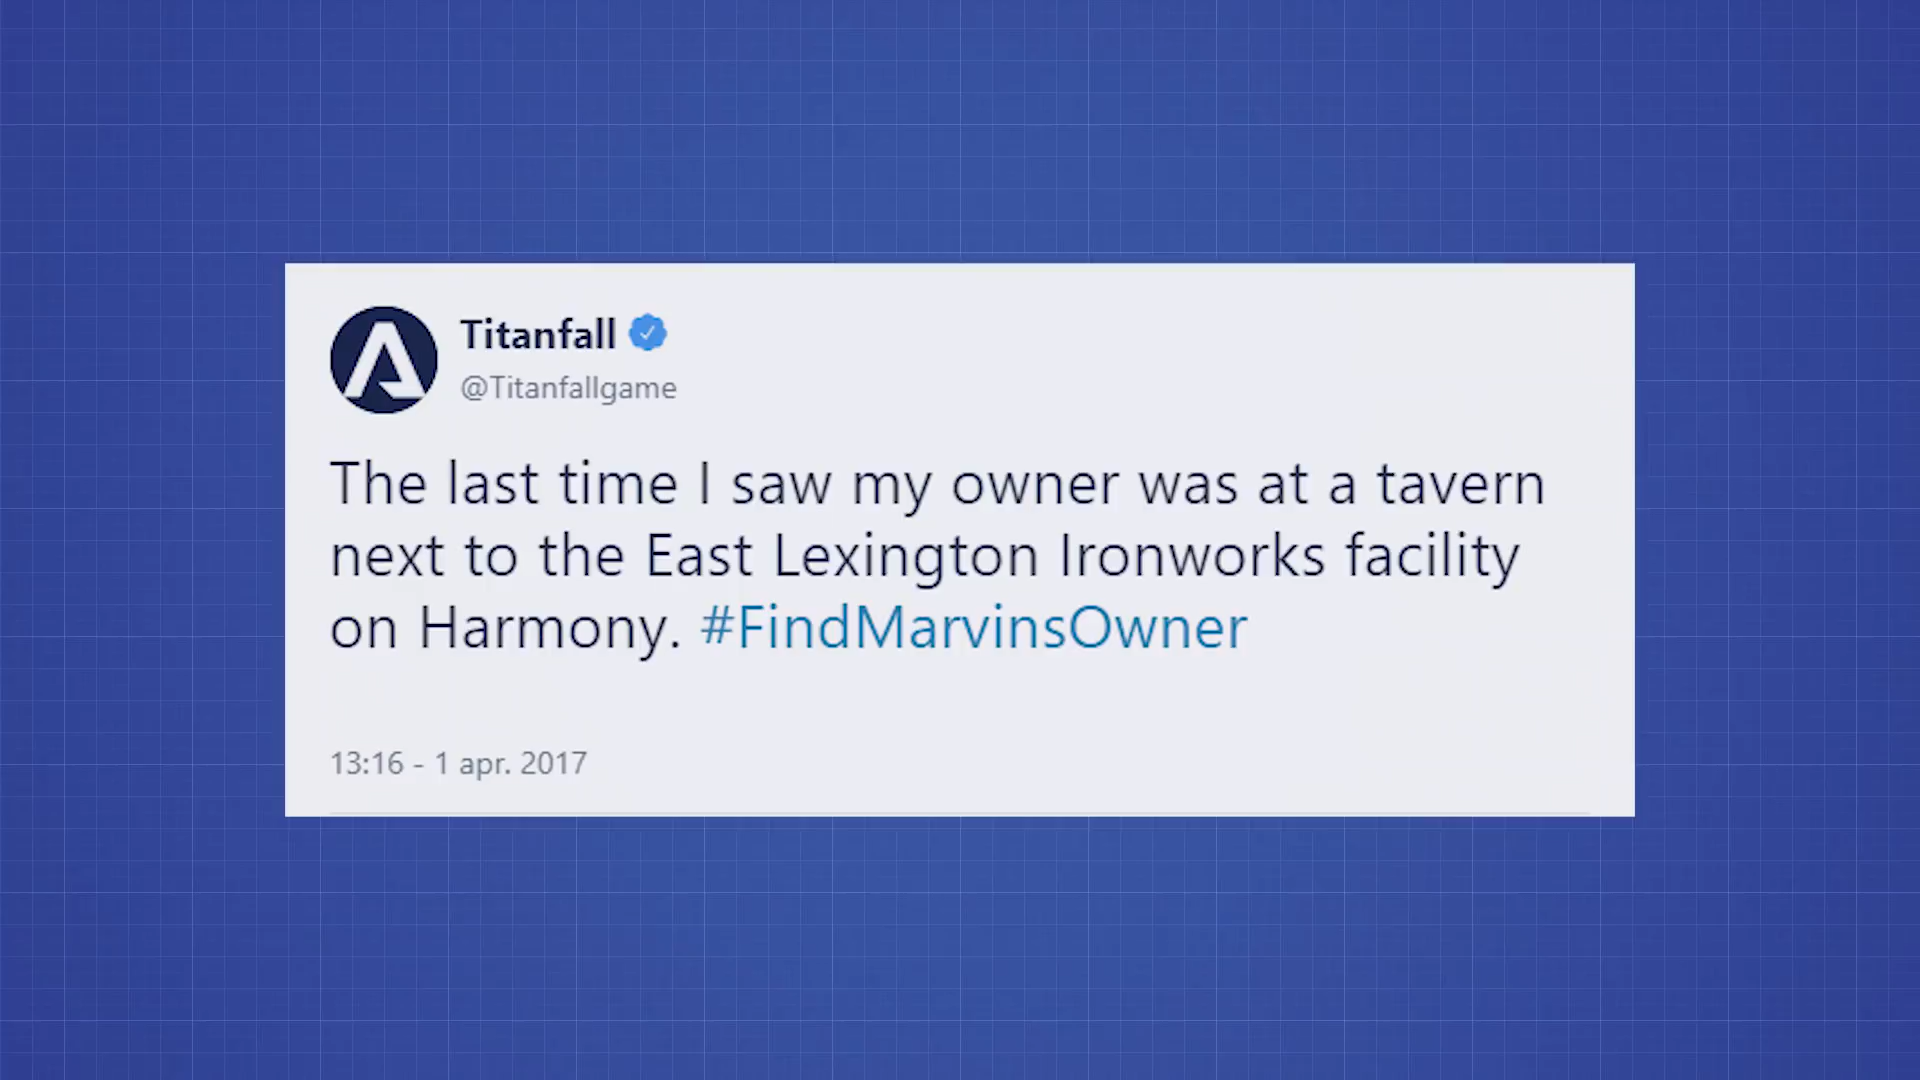 Titanfall
@Titanfallgame
The last time I saw my owner was at a tavern
next to the East Lexington Ironworks facility
on Harmony. #FindMarvinsOwner
13:16 - 1 apr. 2017